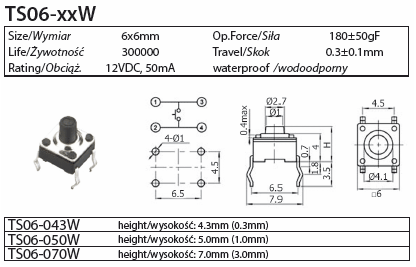 TS06-xxW
Size/Wymiar 6x6mm Op.Force/Siła 180±50gF
Life/Żywotność 300000 Travel/Skok 0.3±0.1mm
Rating/Obciąż. 12VDC, 50mA waterproof /wodoodporny
1 3
2 4
4-Ø1
4.5
6.5
Ø2.7
Ø1
0.4max
H
4
0.7
1.8
3.5
6.5
7.9
4.5
Ø4.1
□6
TS06-043W height/wysokość: 4.3mm (0.3mm)
TS06-050W height/wysokość: 5.0mm (1.0mm)
TS06-070W height/wysokość: 7.0mm (3.0mm)